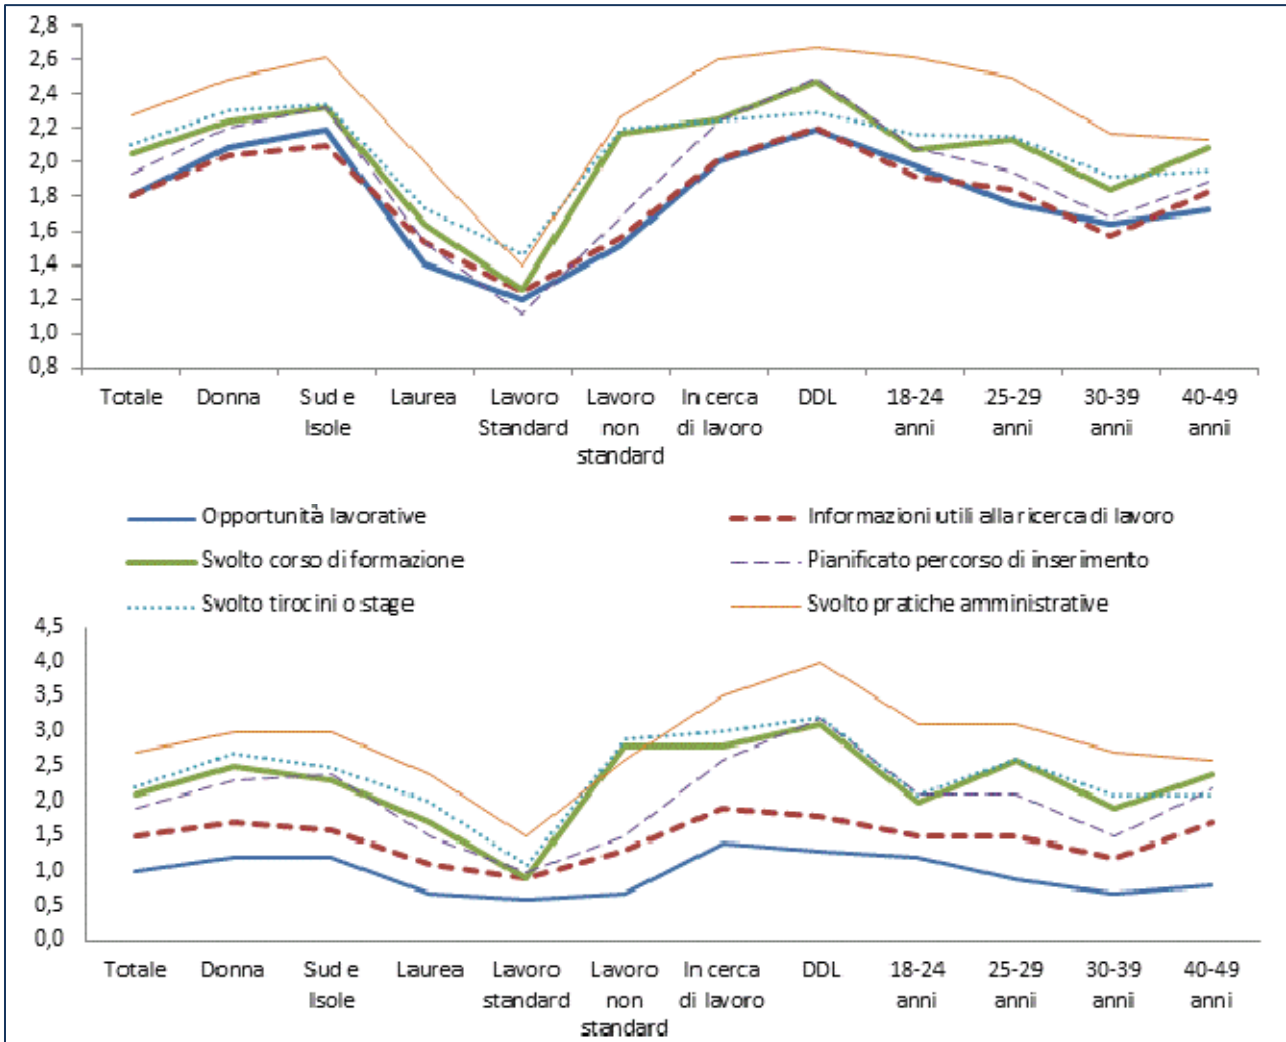 2,8
2,6
2,4
2,2
2,0
1,8
1,6
1,4
1,2
1,0
0,8
Totale Donna Sud e Laurea Lavoro Lavoro In cerca DDL 18-24 25-29 30-39 40-49
Isole Standard non di lavoro anni anni anni anni
standard
Opportunità lavorative Informazioni utili alla ricerca di lavoro
Svolto corso di formazione Pianificato percorso di inserimento
Svolto tirocini o stage Svolto pratiche amministrative
4,5
4,0
3,5
3,0
2,5
2,0
1,5
1,0
0,5
0,0
Totale Donna Sud e Laurea Lavoro Lavoro In cerca DDL 18-24 25-29 30-39 40-49
Isole standard non di lavoro anni anni anni anni
standard